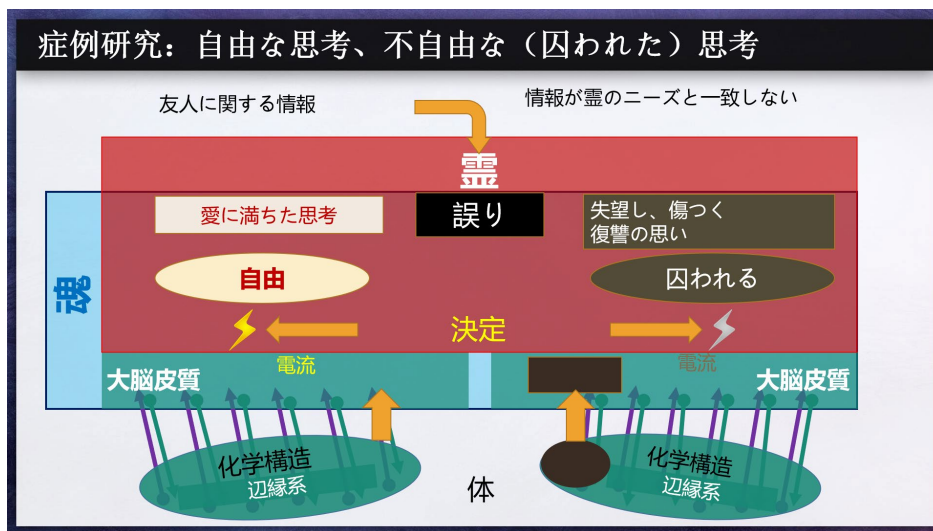 症例研究：自由な思考、不自由な（囚われた）思考
友人に関する情報
情報が霊のニーズと一致しない
霊
愛に満ちた思考
誤り
失望し、傷つく
復讐の思い
魂
自由
囚われる
決定
電流
電流
大脳皮質
大脳皮質
化学構造
辺縁系
体
化学構造
辺縁系